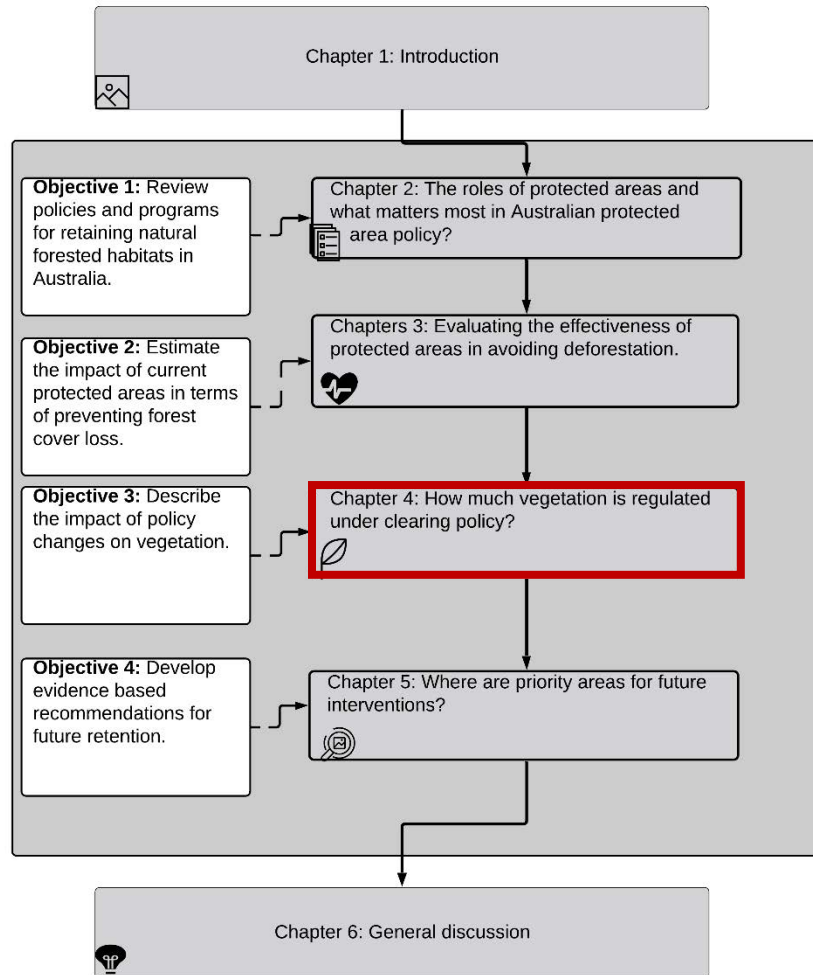 Chapter 1: Introduction
Objective 1: Review
policies and programs
for retaining natural
forested habitats in
Australia.
Chapter 2: The roles of protected areas and
what matters most in Australian protected
area policy?
Objective 2: Estimate
the impact of current
protected areas in terms
of preventing forest
cover loss.
Chapters 3: Evaluating the effectiveness of
protected areas in avoiding deforestation.
Objective 3: Describe
the impact of policy
changes on vegetation.
Chapter 4: How much vegetation is regulated
under clearing policy?
Objective 4: Develop
evidence based
recommendations for
future retention.
Chapter 5: Where are priority areas for future
interventions?
Chapter 6: General discussion